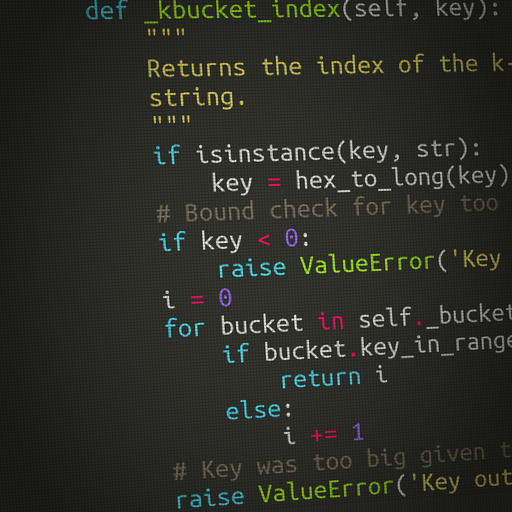 def _kbucket_index(self, key):
"""
Returns the index of the k-
string.
"""
if isinstance(key, str):
key = hex_to_long(key)
# Bound check for key too
if key < 0:
raise ValueError('Key
i = 0
for bucket in self._bucket
if bucket.key_in_range
return i
else:
i += 1
# Key was too big given t
raise ValueError('Key out